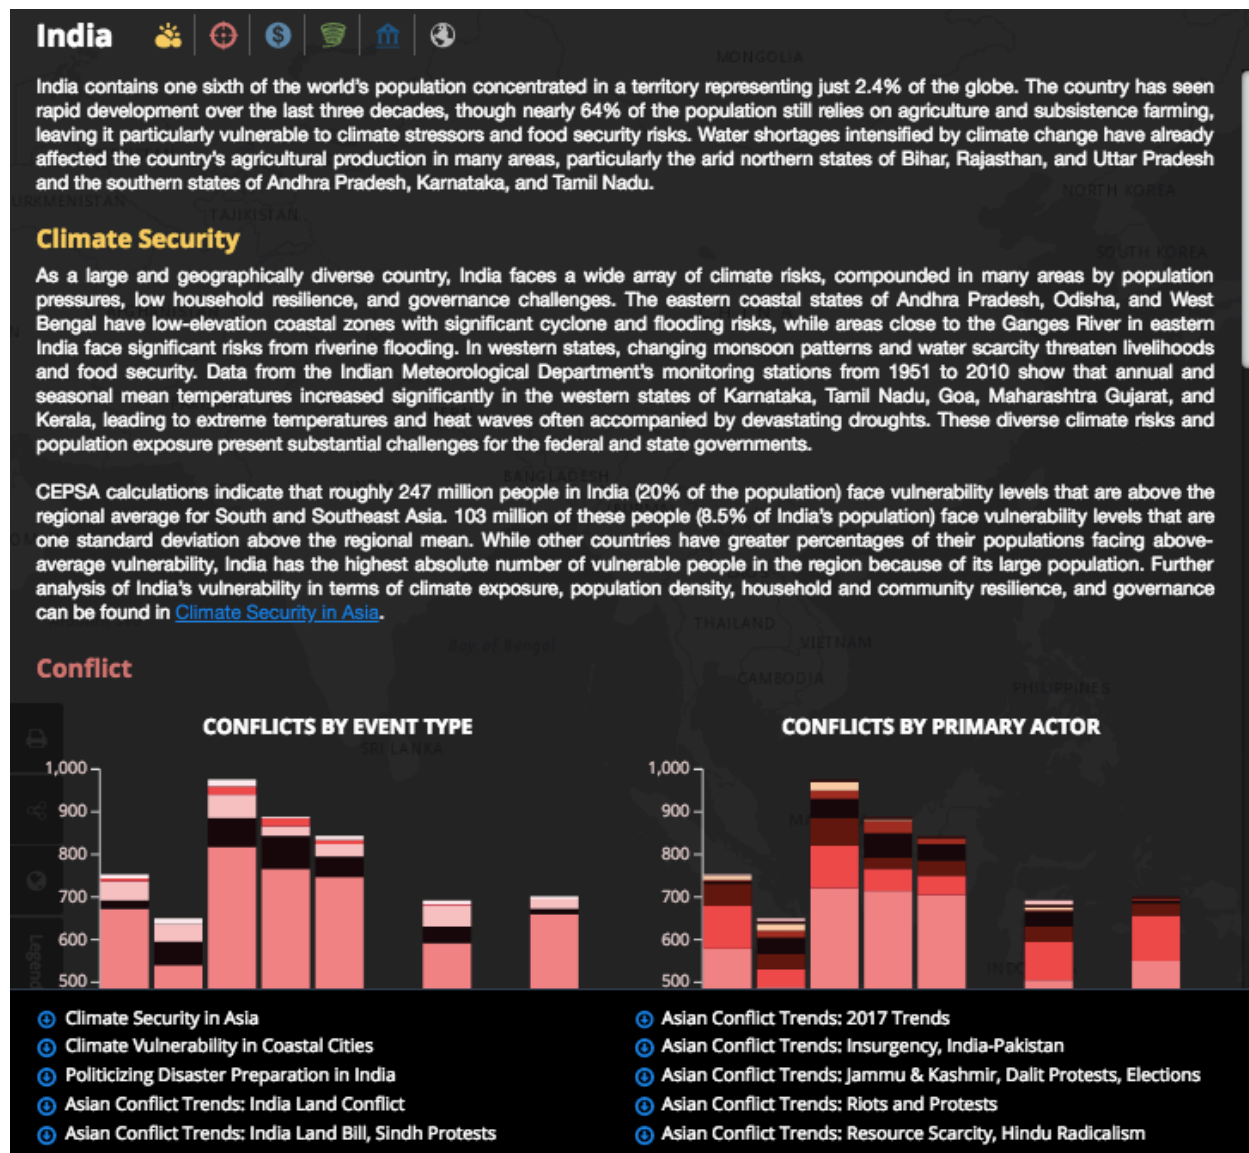 India
MONGOLIA
India contains one sixth of the world's population concentrated in a territory representing just 2.4% of the globe. The country has seen
rapid development over the last three decades, though nearly 64% of the population still relies on agriculture and subsistence farming,
leaving it particularly vulnerable to climate stressors and food security risks. Water shortages intensified by climate change have already
affected the country's agricultural production in many areas, particularly the arid northern states of Bihar, Rajasthan, and Uttar Pradesh
and the southern states of Andhra Pradesh, Karnataka, and Tamil Nadu.
NORTH KOREA
TAJIKISTAN
Climate Security
SOUTH KOREA
As a large and geographically diverse country, India faces a wide array of climate risks, compounded in many areas by population
pressures, low household resilience, and governance challenges. The eastern coastal states of Andhra Pradesh, Odisha, and West
Bengal have low-elevation coastal zones with significant cyclone and flooding risks, while areas close to the Ganges River in eastern
India face significant risks from riverine flooding. In western states, changing monsoon patterns and water scarcity threaten livelihoods
and food security. Data from the Indian Meteorological Department's monitoring stations from 1951 to 2010 show that annual and
seasonal mean temperatures increased significantly in the western states of Karnataka, Tamil Nadu, Goa, Maharashtra Gujarat, and
Kerala, leading to extreme temperatures and heat waves often accompanied by devastating droughts. These diverse climate risks and
population exposure present substantial challenges for the federal and state governments.
BANGLADESH
CEPSA calculations indicate that roughly 247 million people in India (20% of the population) face vulnerability levels that are above the
regional average for South and Southeast Asia. 103 million of these people (8.5% of India's population) face vulnerability levels that are
one standard deviation above the regional mean. While other countries have greater percentages of their populations facing above-
average vulnerability, India has the highest absolute number of vulnerable people in the region because of its large population. Further
analysis of India's vulnerability in terms of climate exposure, population density, household and community resilience, and governance
can be found in Climate Security in Asia.
THAILAND
VIETNAM
Bay of Bengal
Conflict
CAMBODIA
PHILIPPINES
CONFLICTS BY EVENT TYPE
CONFLICTS BY PRIMARY ACTOR
SRI LANKA
1,000
900
800
700
600
500
1,000
900
800
700
600
500
Legend
Climate Security in Asia
Climate Vulnerability in Coastal Cities
Politicizing Disaster Preparation in India
Asian Conflict Trends: India Land Conflict
Asian Conflict Trends: India Land Bill, Sindh Protests
Asian Conflict Trends: 2017 Trends
Asian Conflict Trends: Insurgency, India-Pakistan
Asian Conflict Trends: Jammu & Kashmir, Dalit Protests, Elections
Asian Conflict Trends: Riots and Protests
Asian Conflict Trends: Resource Scarcity, Hindu Radicalism